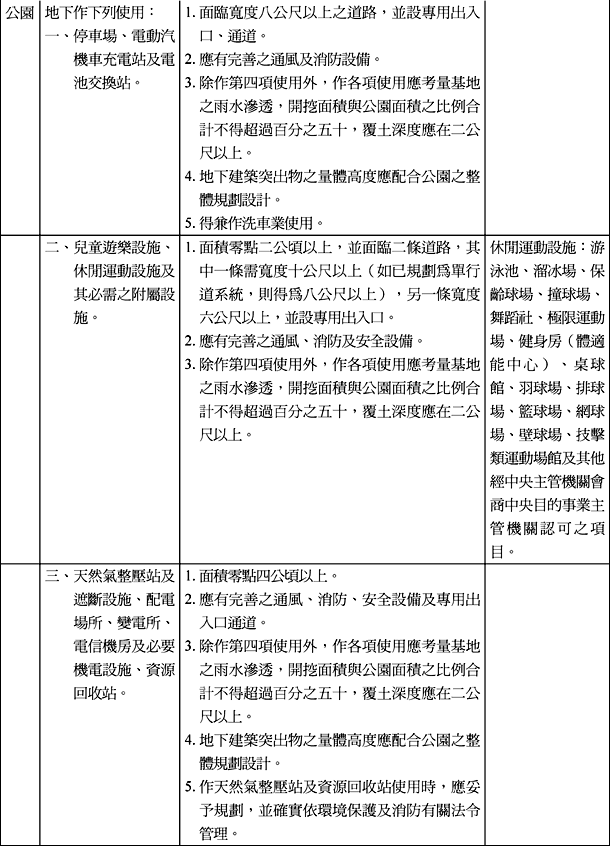 公園
地下作下列使用：
一、停車場、電動汽
機車充電站及電
池交換站。
1. 面臨寬度八公尺以上之道路，並設專用出入
口、通道。
2. 應有完善之通風及消防設備。
3. 除作第四項使用外，作各項使用應考量基地
之雨水滲透，開挖面積與公園面積之比例合
計不得超過百分之五十，覆土深度應在二公
尺以上。
4. 地下建築突出物之量體高度應配合公園之整
體規劃設計。
5. 得兼作洗車業使用。
二、兒童遊樂設施、
休閒運動設施及
其必需之附屬設
施。
1. 面積零點二公頃以上，並面臨二條道路，其
中一條需寬度十公尺以上（如已規劃為單行
道系統，則得為八公尺以上），另一條寬度
六公尺以上，並設專用出入口。
2. 應有完善之通風、消防及安全設備。
3. 除作第四項使用外，作各項使用應考量基地
之雨水滲透，開挖面積與公園面積之比例合
計不得超過百分之五十，覆土深度應在二公
尺以上。
休閒運動設施：游
泳池、溜冰場、保
齡球場、撞球場、
舞蹈社、極限運動
場、健身房（體適
能中心）、桌球
館、羽球場、排球
場、籃球場、網球
場、壁球場、技擊
類運動場館及其他
經中央主管機關會
商中央目的事業主
管機關認可之項
目。
三、天然氣整壓站及
遮斷設施、配電
場所、變電所、
電信機房及必要
機電設施、資源
回收站。
1. 面積零點四公頃以上。
2. 應有完善之通風、消防、安全設備及專用出
入口通道。
3. 除作第四項使用外，作各項使用應考量基地
之雨水滲透，開挖面積與公園面積之比例合
計不得超過百分之五十，覆土深度應在二公
尺以上。
4. 地下建築突出物之量體高度應配合公園之整
體規劃設計。
5. 作天然氣整壓站及資源回收站使用時，應妥
予規劃，並確實依環境保護及消防有關法令
管理。